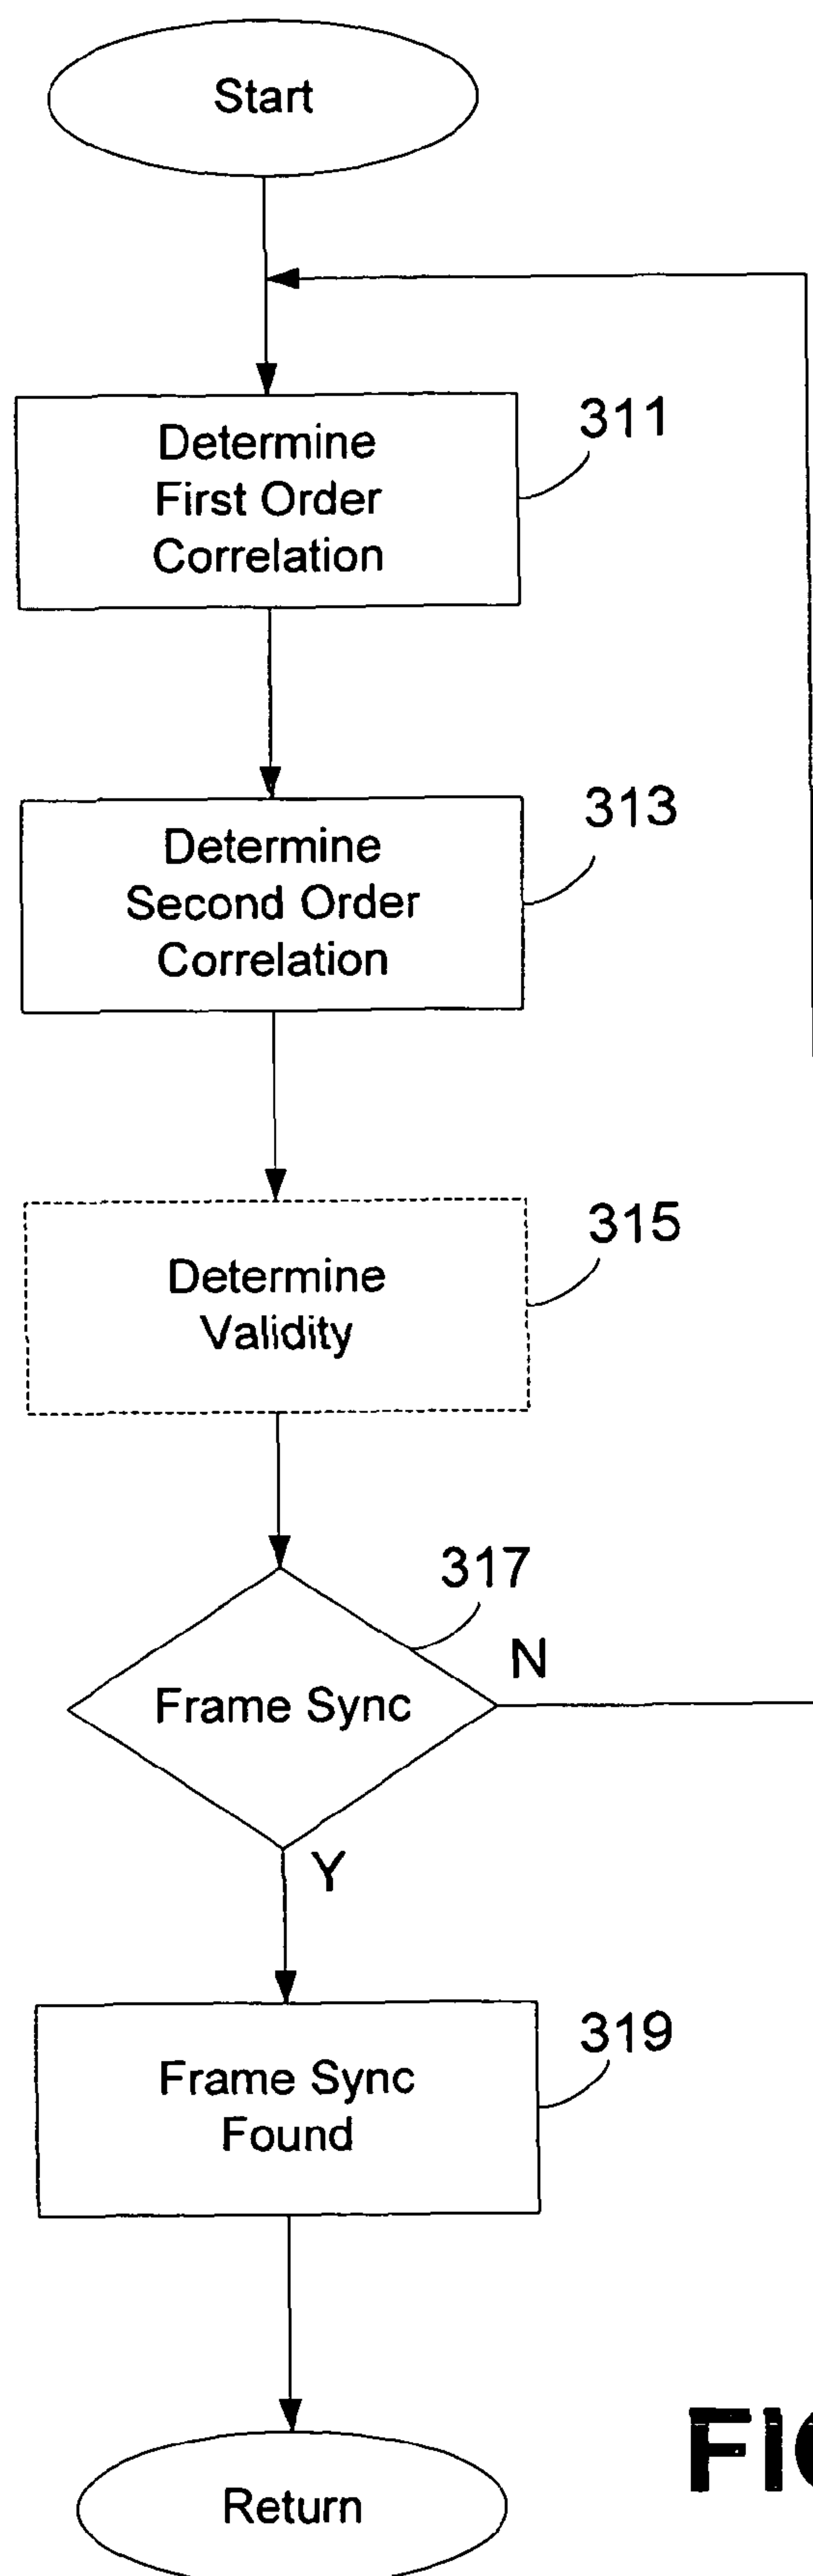 Start
311
Determine
First Order
Correlation
313
Determine
Second Order
Correlation
315
Determine
Validity
317
N
Frame Sync
Y
319
Frame Sync
Found
Return